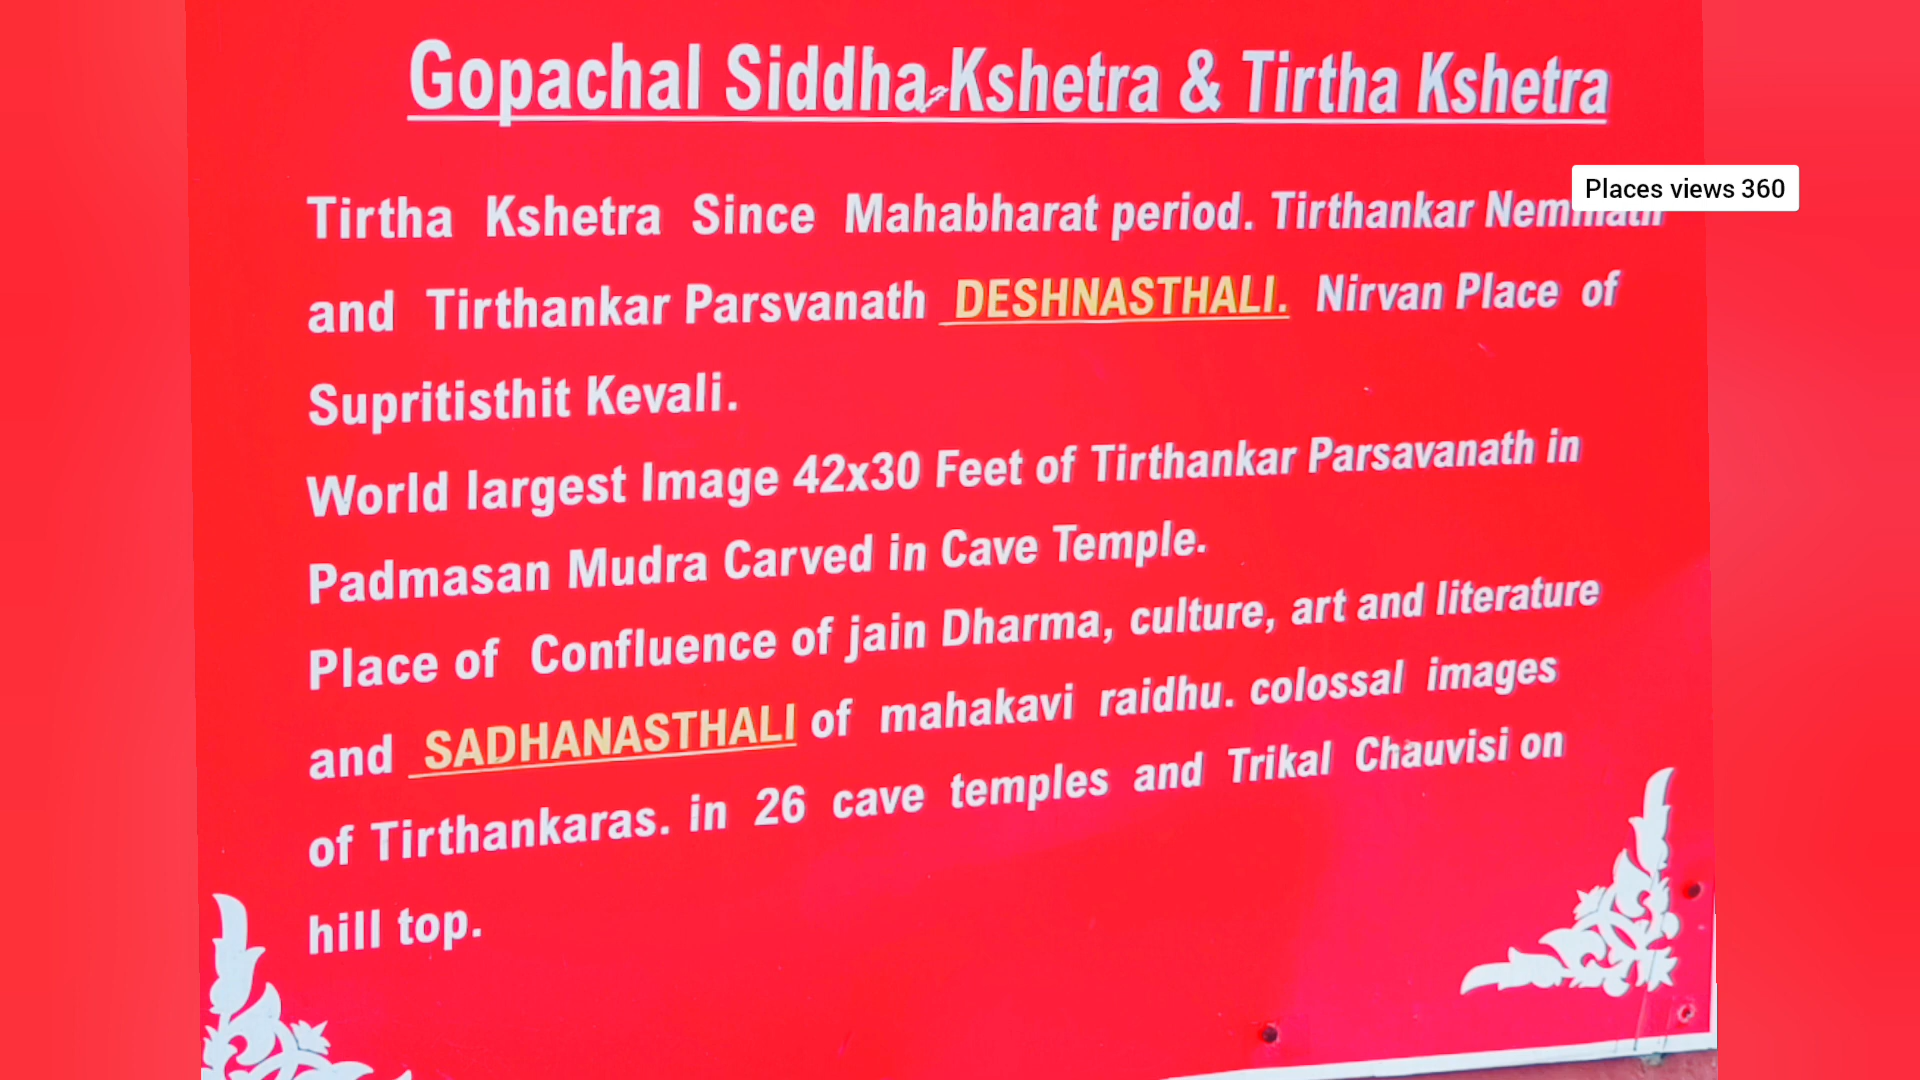 Gopachal Siddha Kshetra & Tirtha Kshetra
Places views 360
Tirtha Kshetra Since Mahabharat period. Tirthankar
and Tirthankar Parsvanath DESHNASTHALI. Nirvan Place of
Supritisthit Kevali.
World largest Image 42x30 Feet of Tirthankar Parsavanath in
Padmasan Mudra Carved in Cave Temple.
Place of Confluence of jain Dharma, culture, art and literature
and SADHANASTHALI of mahakavi raidhu. colossal images
of Tirthankaras. in 26 cave temples and Trikal Chauvisi on
hill top.